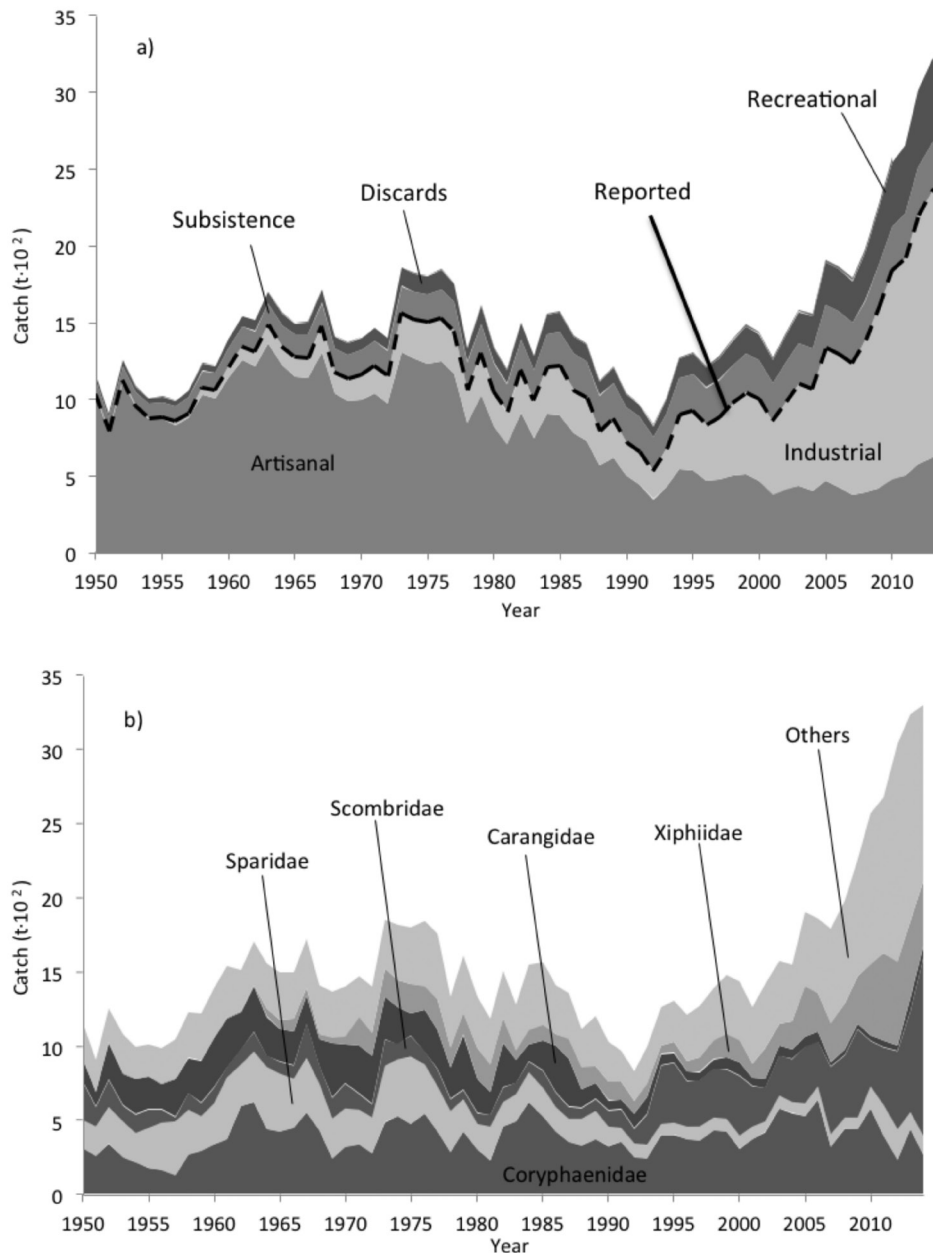 35
a)
30
Recreational
25
Discards
Reported
Subsistence
20
Catch (t·10²)
15
10
Artisanal
Industrial
5
0
1950 1955 1960 1965 1970 1975 1980 1985 1990 1995 2000 2005 2010
Year
35
b)
Others
30
Scombridae
Carangidae
Xiphiidae
25
Sparidae
20
Catch (t·10²)
15
10
5
Coryphaenidae
0
1950 1955 1960 1965 1970 1975 1980 1985 1990 1995 2000 2005 2010
Year